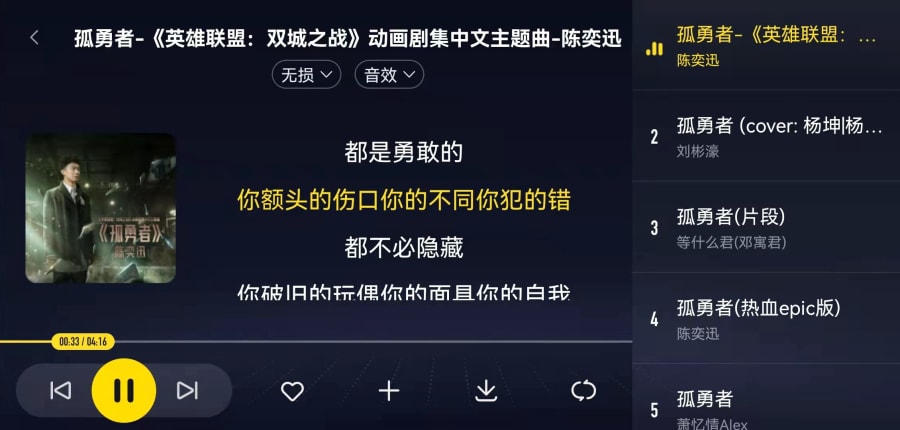 孤勇者-《英雄联盟：双城之战》动画剧集中文主题曲-陈奕迅
无损
音效
《孤勇者》
陈奕迅
都是勇敢的
你额头的伤口你的不同你犯的错
都不必隐藏
你破旧的玩偶你的面具你的自我
00:33 / 04:16
孤勇者-《英雄联盟：...
陈奕迅
2
孤勇者 (cover: 杨坤|杨...
刘彬濠
3
孤勇者(片段)
等什么君(邓寓君)
4
孤勇者(热血epic版)
陈奕迅
5
孤勇者
萧忆情Alex